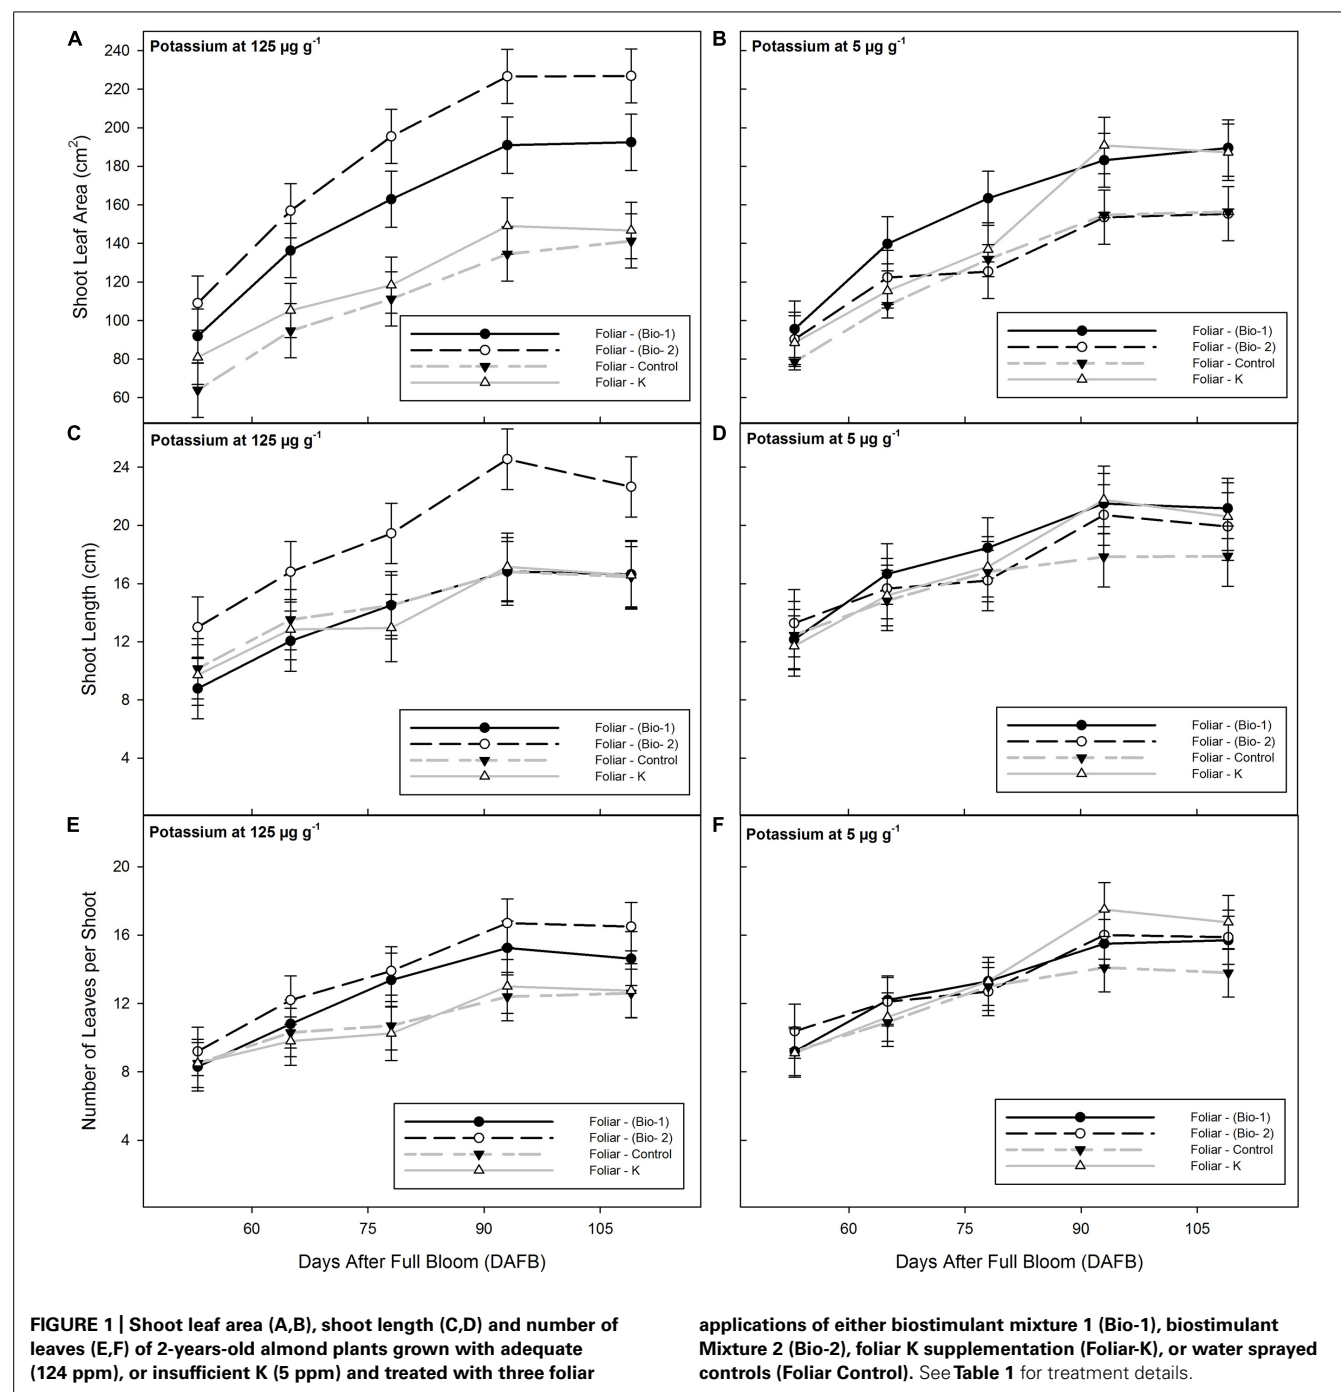 A
Potassium at 125 µg g⁻¹
240
220
200
180
160
140
120
100
80
60
Shoot Leaf Area (cm²)
Foliar - (Bio-1)
Foliar - (Bio- 2)
Foliar - Control
Foliar - K
B
Potassium at 5 µg g⁻¹
Foliar - (Bio-1)
Foliar - (Bio- 2)
Foliar - Control
Foliar - K
C
Potassium at 125 µg g⁻¹
24
20
16
12
8
4
Shoot Length (cm)
Foliar - (Bio-1)
Foliar - (Bio- 2)
Foliar - Control
Foliar - K
D
Potassium at 5 µg g⁻¹
Foliar - (Bio-1)
Foliar - (Bio- 2)
Foliar - Control
Foliar - K
E
Potassium at 125 µg g⁻¹
20
16
12
8
4
Number of Leaves per Shoot
Foliar - (Bio-1)
Foliar - (Bio- 2)
Foliar - Control
Foliar - K
60 75 90 105
Days After Full Bloom (DAFB)
F
Potassium at 5 µg g⁻¹
Foliar - (Bio-1)
Foliar - (Bio- 2)
Foliar - Control
Foliar - K
60 75 90 105
Days After Full Bloom (DAFB)
FIGURE 1 | Shoot leaf area (A,B), shoot length (C,D) and number of
leaves (E,F) of 2-years-old almond plants grown with adequate
(124 ppm), or insufficient K (5 ppm) and treated with three foliar
applications of either biostimulant mixture 1 (Bio-1), biostimulant
Mixture 2 (Bio-2), foliar K supplementation (Foliar-K), or water sprayed
controls (Foliar Control). See Table 1 for treatment details.